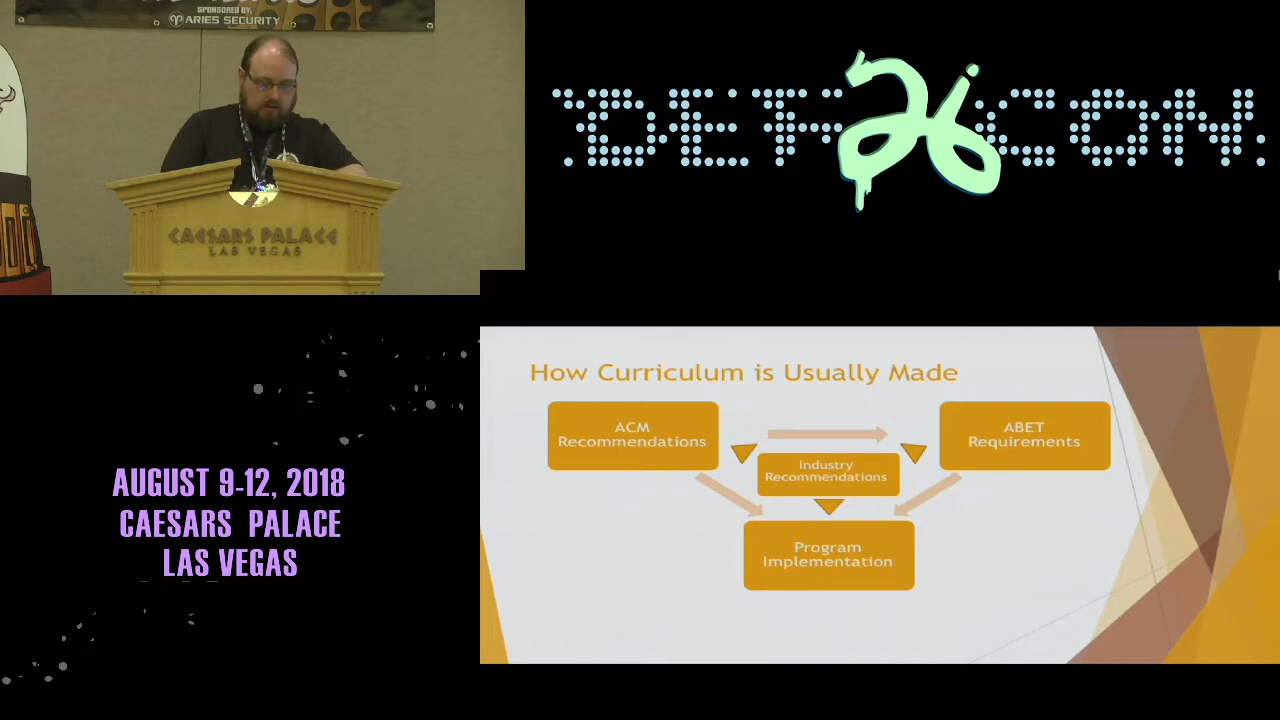 SPONSORED BY:
ARIES SECURITY
CAESARS PALACE
LAS VEGAS
DEF 26 CON
AUGUST 9-12, 2018
CAESARS PALACE
LAS VEGAS
How Curriculum is Usually Made
ACM
Recommendations
ABET
Requirements
Industry
Recommendations
Program
Implementation